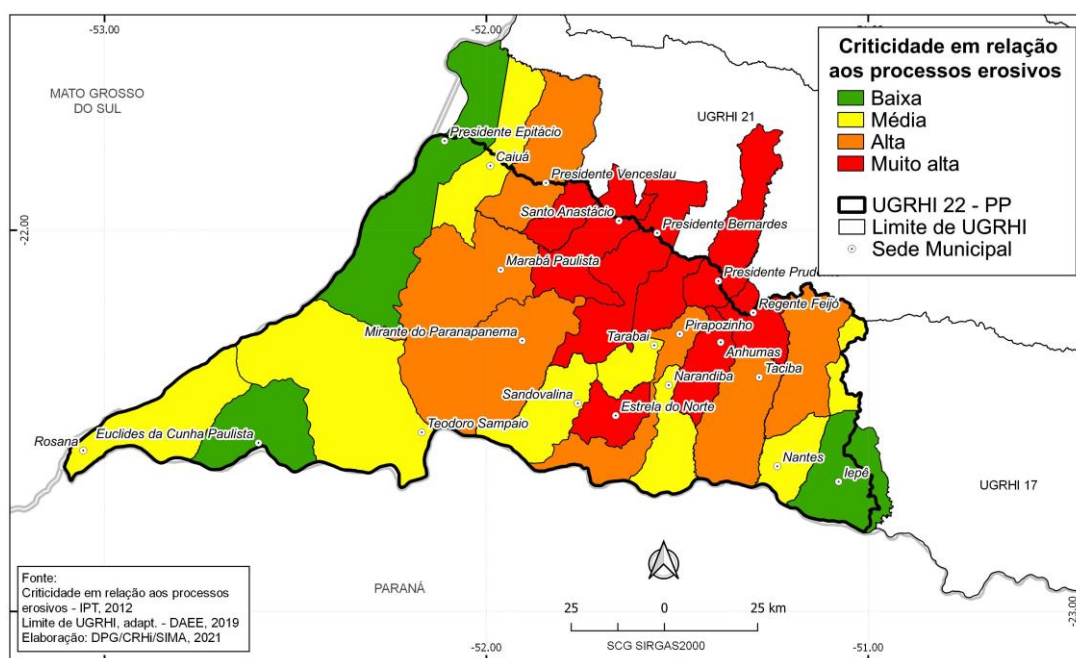 -53.00
-52.00
MATO GROSSO
DO SUL
UGRHI 21
Criticidade em relação
aos processos erosivos
Baixa
Média
Alta
Muito alta
UGRHI 22 - PP
Limite de UGRHI
Sede Municipal
Presidente Epitácio
Caiuá
Presidente Venceslau
Santo Anastácio
Presidente Bernardes
-22.00
Marabá Paulista
Presidente Prudente
Regente Feijó
Mirante do Paranapanema
Tarabai
Pirapozinho
Anhumas
Taciba
Narandiba
Sandovalina
Estrela do Norte
Teodoro Sampaio
Euclides da Cunha Paulista
Rosana
Nantes
Iepê
UGRHI 17
PARANÁ
Fonte:
Criticidade em relação aos processos
erosivos - IPT, 2012
Limite de UGRHI, adapt. - DAEE, 2019
Elaboração: DPG/CRHi/SIMA, 2021
25 0 25 km
SCG SIRGAS2000
-23.00
-52.00
-51.00